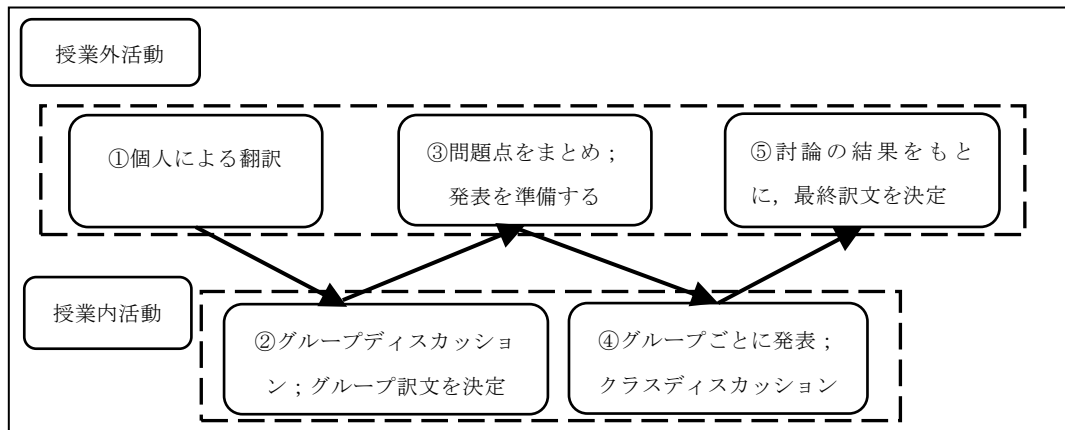 授業外活動
①個人による翻訳
③問題点をまとめ；
発表を準備する
⑤討論の結果をもと
に，最終訳文を決定
授業内活動
②グループディスカッショ
ン；グループ訳文を決定
④グループごとに発表；
クラスディスカッション